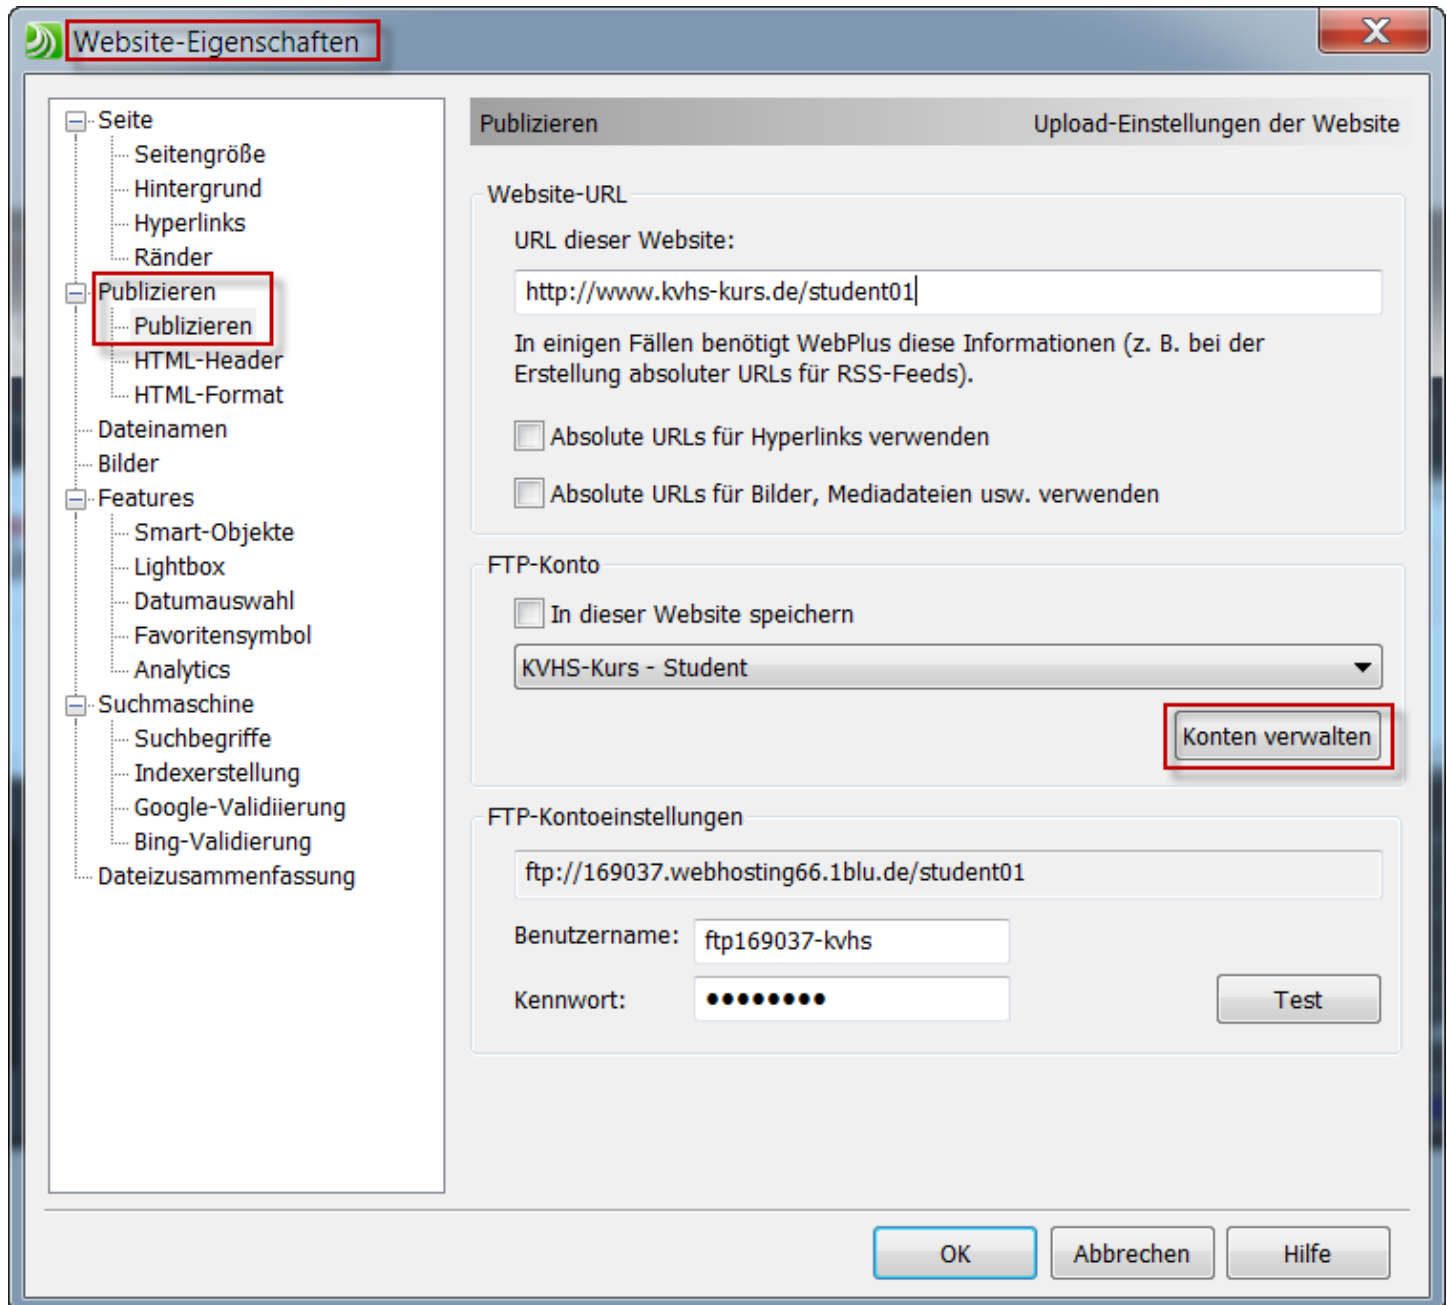 Website-Eigenschaften
Seite
Seitengröße
Hintergrund
Hyperlinks
Ränder
Publizieren
Publizieren
HTML-Header
HTML-Format
Dateinamen
Bilder
Features
Smart-Objekte
Lightbox
Datumauswahl
Favoritensymbol
Analytics
Suchmaschine
Suchbegriffe
Indexerstellung
Google-Validiierung
Bing-Validierung
Dateizusammenfassung
Publizieren Upload-Einstellungen der Website
Website-URL
URL dieser Website:
http://www.kvhs-kurs.de/student01
In einigen Fällen benötigt WebPlus diese Informationen (z. B. bei der
Erstellung absoluter URLs für RSS-Feeds).
Absolute URLs für Hyperlinks verwenden
Absolute URLs für Bilder, Mediadateien usw. verwenden
FTP-Konto
In dieser Website speichern
KVHS-Kurs - Student
Konten verwalten
FTP-Kontoeinstellungen
ftp://169037.webhosting66.1blu.de/student01
Benutzername: ftp169037-kvhs
Kennwort: ●●●●●●●●
Test
OK Abbrechen Hilfe